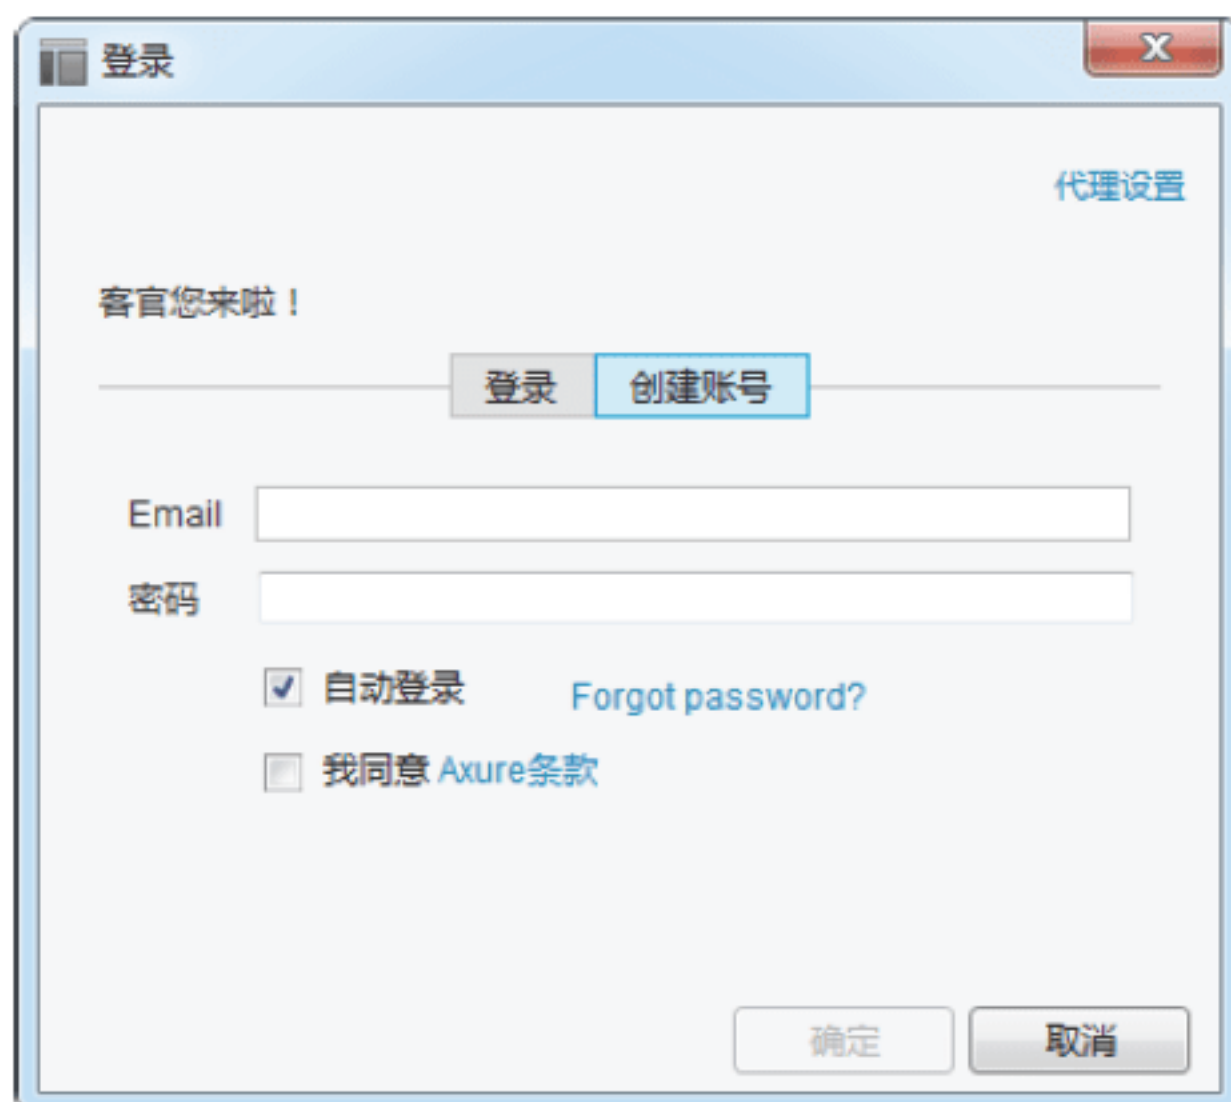 登录
代理设置
客官您来啦！
登录 创建账号
Email
密码
自动登录 Forgot password?
我同意 Axure条款
确定 取消